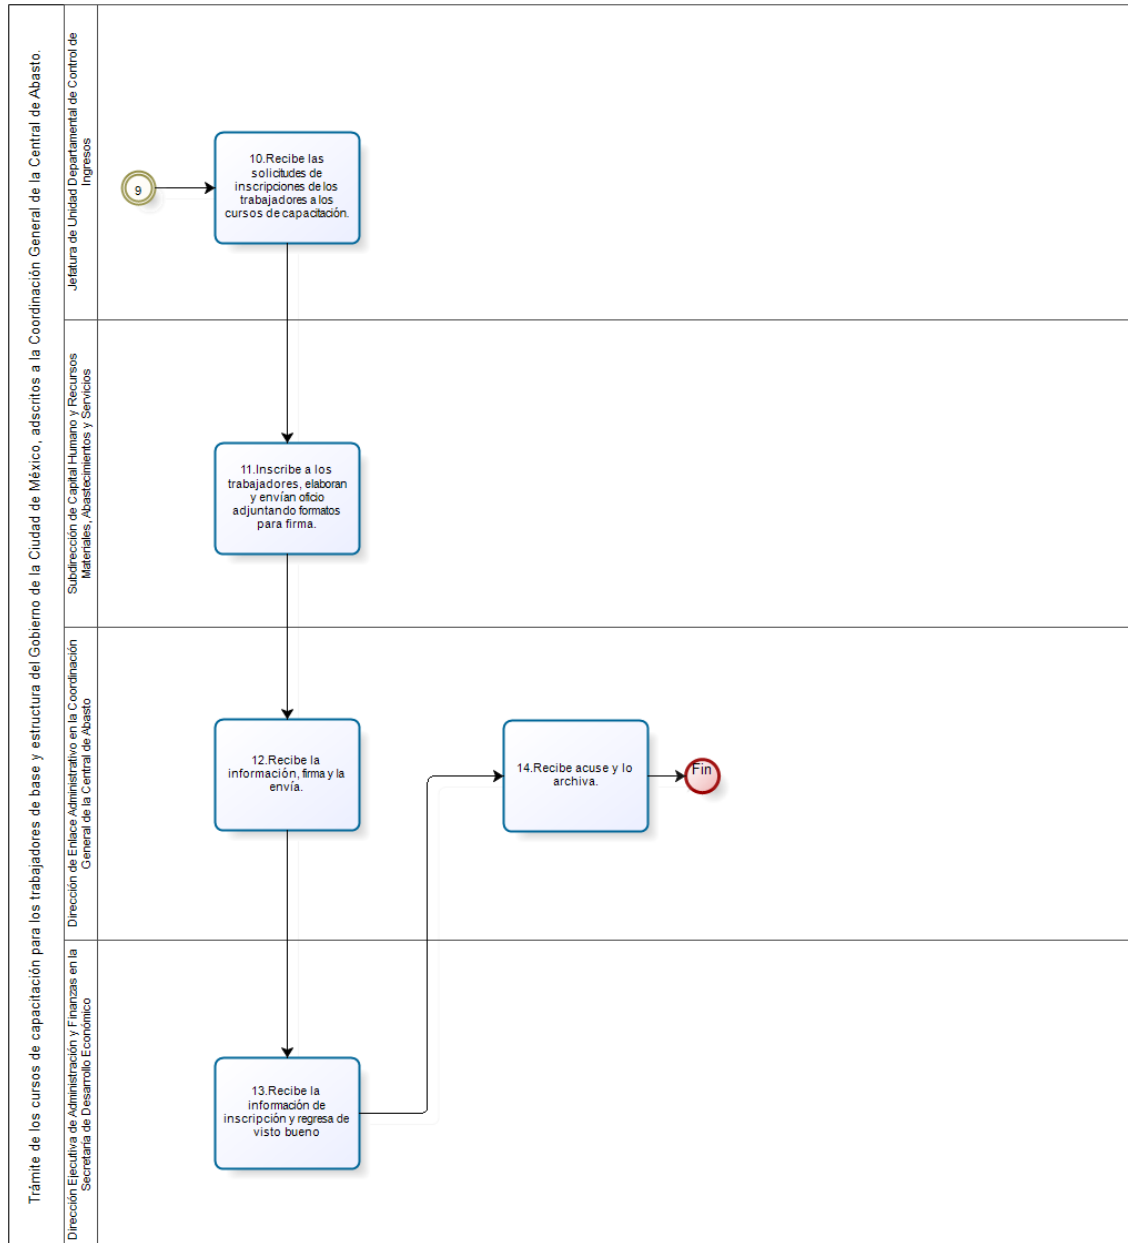 Trámite de los cursos de capacitación para los trabajadores de base y estructura del Gobierno de la Ciudad de México, adscritos a la Coordinación General de la Central de Abasto.
Jefatura de Unidad Departamental de Control de
Ingresos
9
10.Recibe las
solicitudes de
inscripciones de los
trabajadores a los
cursos de capacitación.
Subdirección de Capital Humano y Recursos
Materiales, Abastecimientos y Servicios
11.Inscribe a los
trabajadores, elaboran
y envían oficio
adjuntando formatos
para firma.
Dirección de Enlace Administrativo en la Coordinación
General de la Central de Abasto
12.Recibe la
información, firma y la
envía.
14.Recibe acuse y lo
archiva.
Fin
Dirección Ejecutiva de Administración y Finanzas en la
Secretaría de Desarrollo Económico
13.Recibe la
información de
inscripción y regresa de
visto bueno